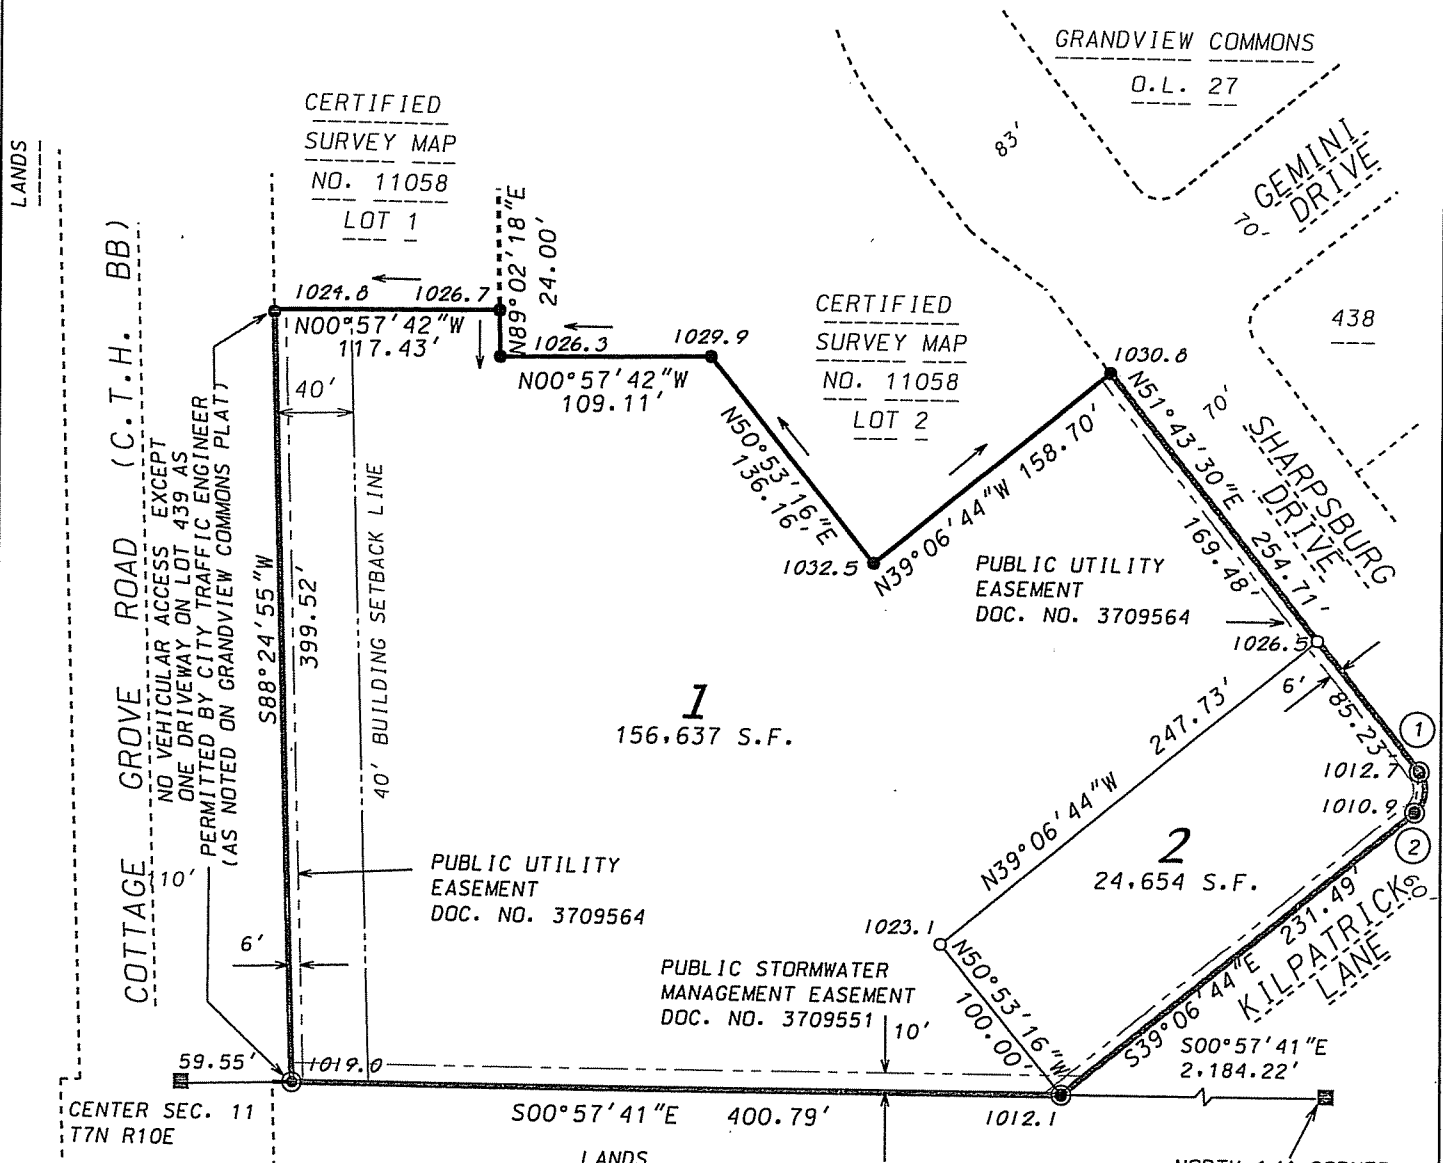 GRANDVIEW COMMONS
O.L. 27
83'
GEMINI
DRIVE
70'
LANDS
CERTIFIED
SURVEY MAP
NO. 11058
LOT 1
N89°02'18"E
24.00'
1024.8
1026.7
N00°57'42"W
117.43'
1026.3
1029.9
N00°57'42"W
109.11'
CERTIFIED
SURVEY MAP
NO. 11058
LOT 2
1030.8
438
N51°43'30"E 254.71'
70'
SHARPSBURG
DRIVE
169.48'
N50°53'16"E
136.16'
N39°06'44"W 158.70'
1032.5
40'
COTTAGE GROVE ROAD (C.T.H. BB)
NO VEHICULAR ACCESS EXCEPT
ONE DRIVEWAY ON LOT 439 AS
PERMITTED BY CITY TRAFFIC ENGINEER
(AS NOTED ON GRANDVIEW COMMONS PLAT)
S88°24'55"W
399.52'
40' BUILDING SETBACK LINE
PUBLIC UTILITY
EASEMENT
DOC. NO. 3709564
1026.5
6'
85.23'
1
1012.7
1010.9
2
1
156,637 S.F.
247.73'
N39°06'44"W
2
24,654 S.F.
10'
PUBLIC UTILITY
EASEMENT
DOC. NO. 3709564
6'
1023.1
N50°53'16"W
100.00'
231.49'
S39°06'44"E
60'
KILPATRICK
LANE
PUBLIC STORMWATER
MANAGEMENT EASEMENT
DOC. NO. 3709551
10'
59.55'
1019.0
S00°57'41"E
2,184.22'
CENTER SEC. 11
T7N R10E
S00°57'41"E 400.79'
1012.1
LANDS